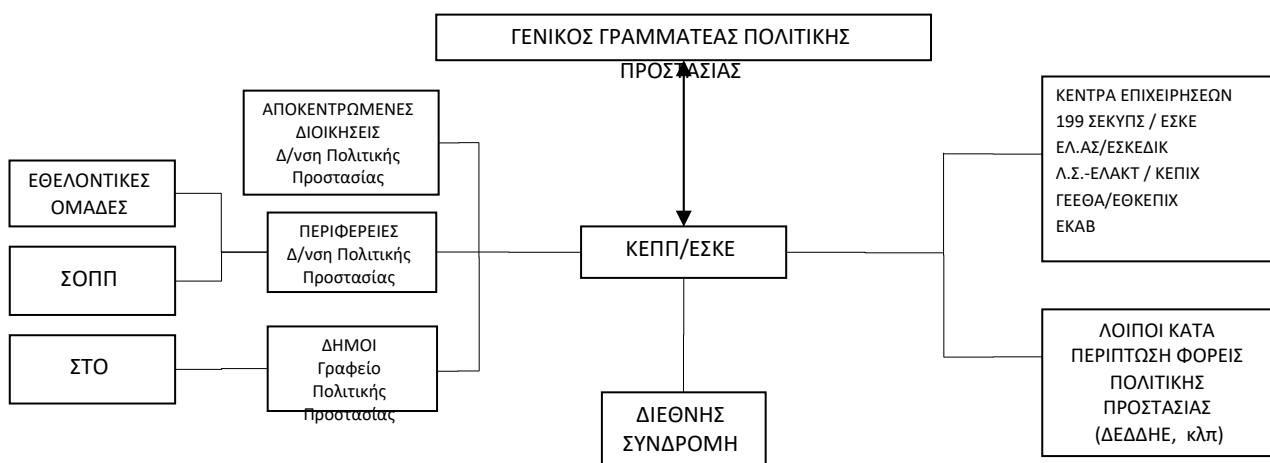 ΓΕΝΙΚΟΣ ΓΡΑΜΜΑΤΕΑΣ ΠΟΛΙΤΙΚΗΣ
ΠΡΟΣΤΑΣΙΑΣ
ΑΠΟΚΕΝΤΡΩΜΕΝΕΣ
ΔΙΟΙΚΗΣΕΙΣ
Δ/νση Πολιτικής
Προστασίας
ΕΘΕΛΟΝΤΙΚΕΣ
ΟΜΑΔΕΣ
ΣΟΠΠ
ΣΤΟ
ΠΕΡΙΦΕΡΕΙΕΣ
Δ/νση Πολιτικής
Προστασίας
ΔΗΜΟΙ
Γραφείο
Πολιτικής
Προστασίας
ΚΕΠΠ/ΕΣΚΕ
ΔΙΕΘΝΗΣ
ΣΥΝΔΡΟΜΗ
ΚΕΝΤΡΑ ΕΠΙΧΕΙΡΗΣΕΩΝ
199 ΣΕΚΥΠΣ / ΕΣΚΕ
ΕΛ.ΑΣ/ΕΣΚΕΔΙΚ
Λ.Σ.-ΕΛΑΚΤ / ΚΕΠΙΧ
ΓΕΕΘΑ/ΕΘΚΕΠΙΧ
ΕΚΑΒ
ΛΟΙΠΟΙ ΚΑΤΑ
ΠΕΡΙΠΤΩΣΗ ΦΟΡΕΙΣ
ΠΟΛΙΤΙΚΗΣ
ΠΡΟΣΤΑΣΙΑΣ
(ΔΕΔΔΗΕ, κλπ)